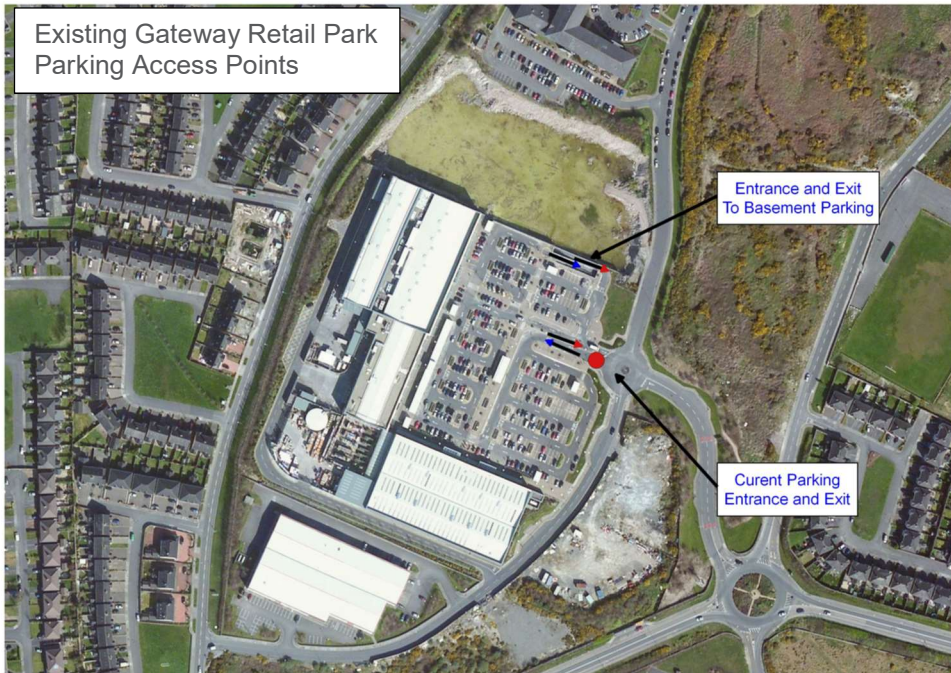 Existing Gateway Retail Park
Parking Access Points
Entrance and Exit
To Basement Parking
Curent Parking
Entrance and Exit